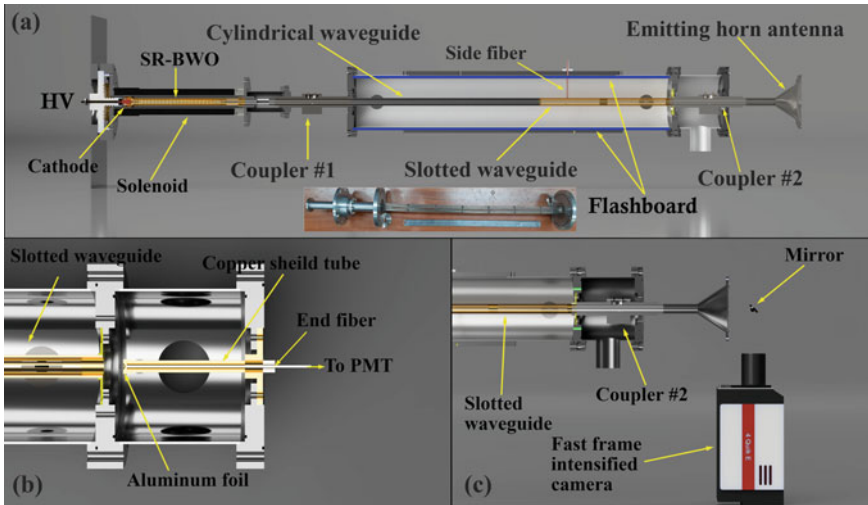 (a)
SR-BWO
Cylindrical waveguide
Side fiber
Emitting horn antenna
HV
Cathode
Solenoid
Coupler #1
Slotted waveguide
Coupler #2
Flashboard
Slotted waveguide
Copper sheild tube
End fiber
To PMT
Aluminum foil
(b)
Mirror
Coupler #2
Slotted
waveguide
Fast frame
intensified
camera
4 Quik E
(c)